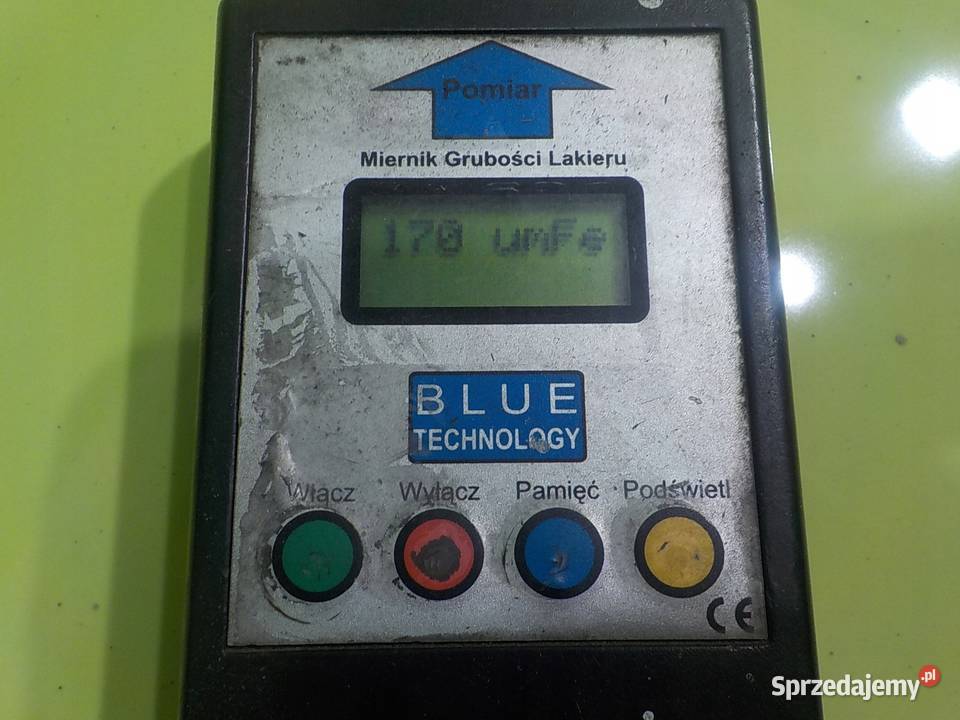 Pomiar
Miernik Grubości Lakieru
170 umFe
BLUE
TECHNOLOGY
Włącz Wyłącz Pamięć Podświetl
CE
Sprzedajemy.pl